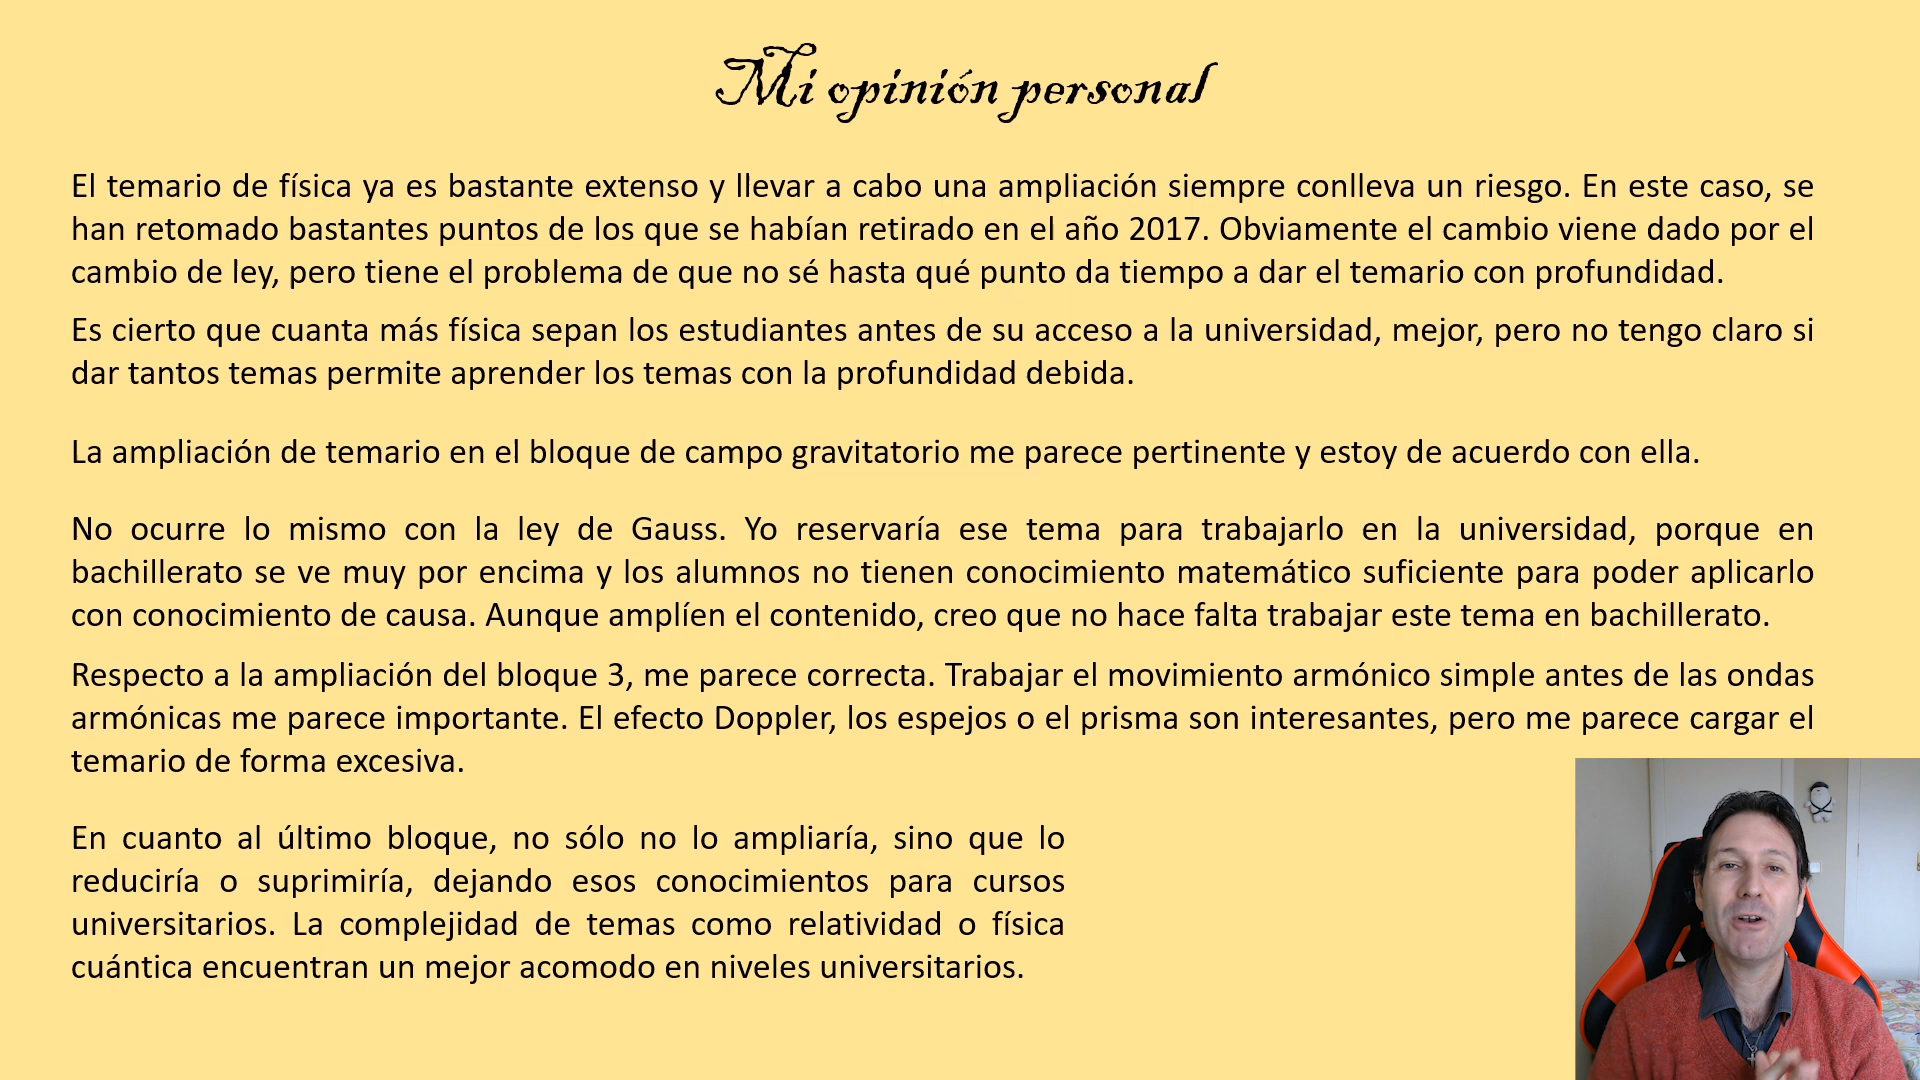 Mi opinión personal
El temario de física ya es bastante extenso y llevar a cabo una ampliación siempre conlleva un riesgo. En este caso, se
han retomado bastantes puntos de los que se habían retirado en el año 2017. Obviamente el cambio viene dado por el
cambio de ley, pero tiene el problema de que no sé hasta qué punto da tiempo a dar el temario con profundidad.
Es cierto que cuanta más física sepan los estudiantes antes de su acceso a la universidad, mejor, pero no tengo claro si
dar tantos temas permite aprender los temas con la profundidad debida.
La ampliación de temario en el bloque de campo gravitatorio me parece pertinente y estoy de acuerdo con ella.
No ocurre lo mismo con la ley de Gauss. Yo reservaría ese tema para trabajarlo en la universidad, porque en
bachillerato se ve muy por encima y los alumnos no tienen conocimiento matemático suficiente para poder aplicarlo
con conocimiento de causa. Aunque amplíen el contenido, creo que no hace falta trabajar este tema en bachillerato.
Respecto a la ampliación del bloque 3, me parece correcta. Trabajar el movimiento armónico simple antes de las ondas
armónicas me parece importante. El efecto Doppler, los espejos o el prisma son interesantes, pero me parece cargar el
temario de forma excesiva.
En cuanto al último bloque, no sólo no lo ampliaría, sino que lo
reduciría o suprimiría, dejando esos conocimientos para cursos
universitarios. La complejidad de temas como relatividad o física
cuántica encuentran un mejor acomodo en niveles universitarios.